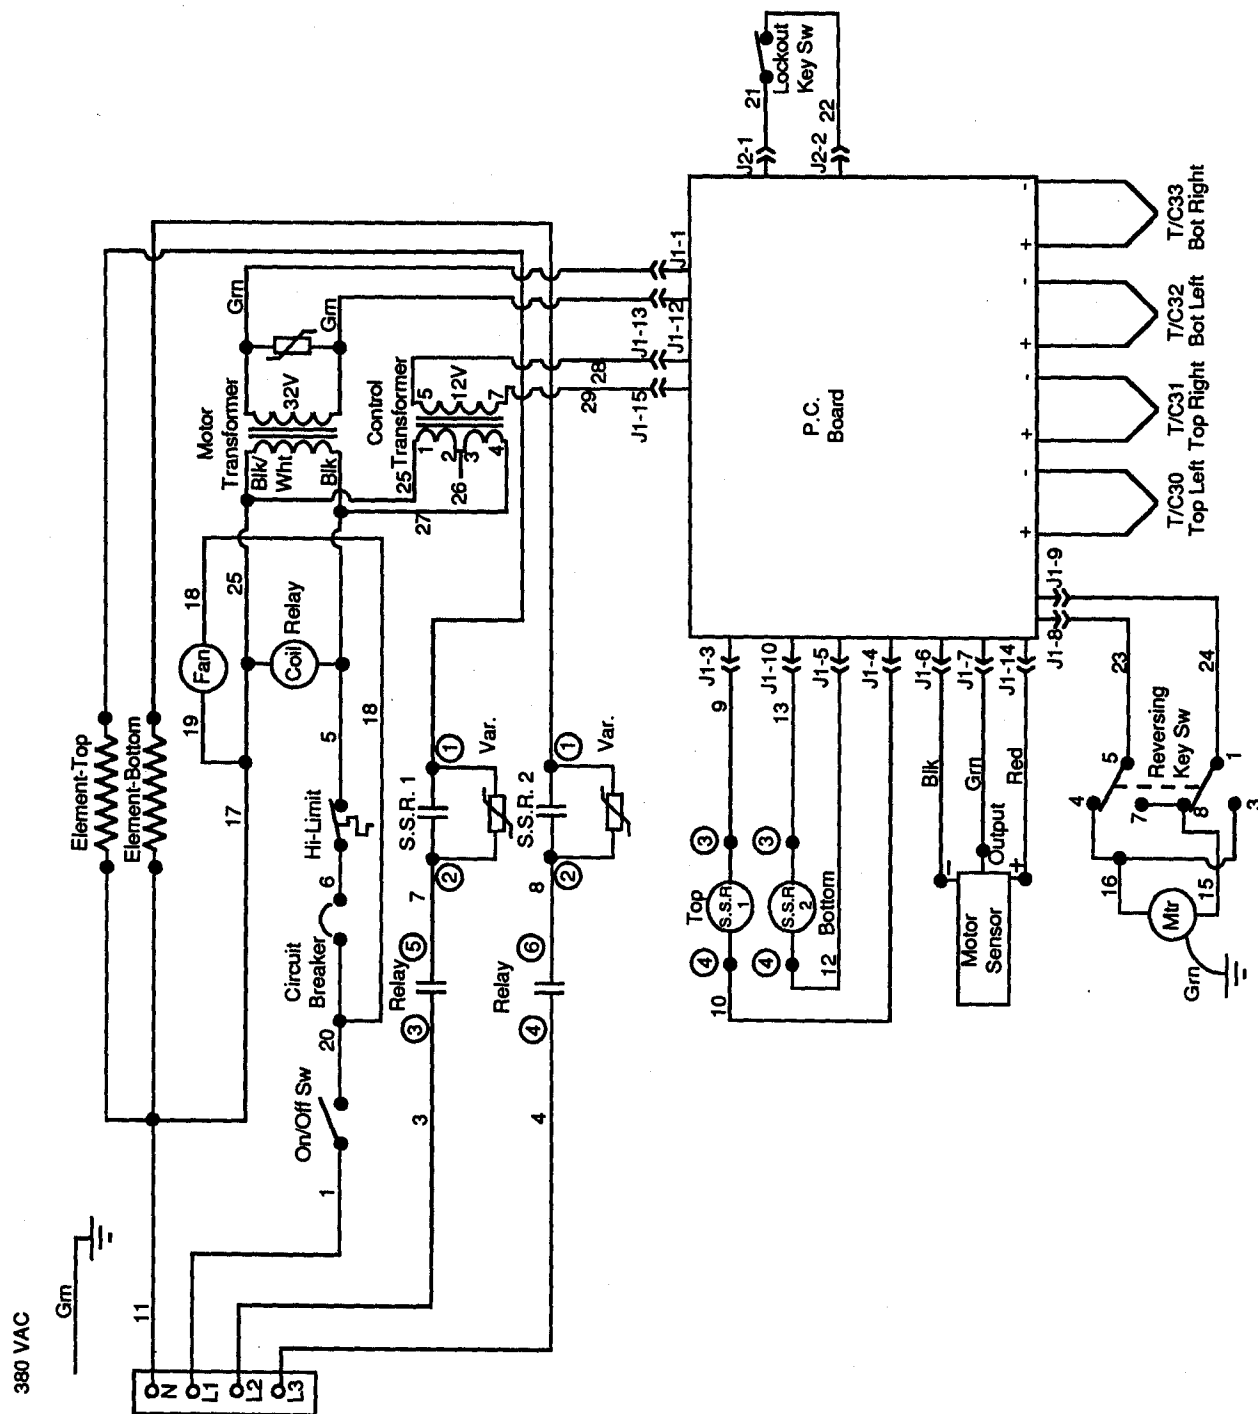 380 VAC
Grn
11
N
L1
L2
L3
1
On/Off Sw
20
Circuit
Breaker
6
Hi-Limit
5
17
Element-Top
Element-Bottom
19
Fan
18
18
25
Coil
Relay
Motor
Transformer
Blk/
Wht
Blk
32V
Grn
Grn
Control
Transformer
25
27
26
1
2
3
4
5
12V
7
28
29
3
③
Relay
⑤
7
②
S.S.R. 1
①
Var.
4
④
Relay
⑥
8
②
S.S.R. 2
①
Var.
J1-1
J1-13
J1-12
J1-15
J2-1
J2-2
21
22
Lockout
Key Sw
P.C.
Board
+
-
+
-
+
-
+
-
T/C30
Top Left
T/C31
Top Right
T/C32
Bot Left
T/C33
Bot Right
J1-3
J1-10
J1-5
J1-4
J1-6
J1-7
J1-14
J1-8
J1-9
9
13
10
12
Top
③
S.S.R
1
④
③
S.S.R
2
④
Bottom
Blk
Grn
Red
Motor
Sensor
-
Output
+
23
24
Reversing
Key Sw
4
5
7
8
1
3
16
15
Mtr
Grn